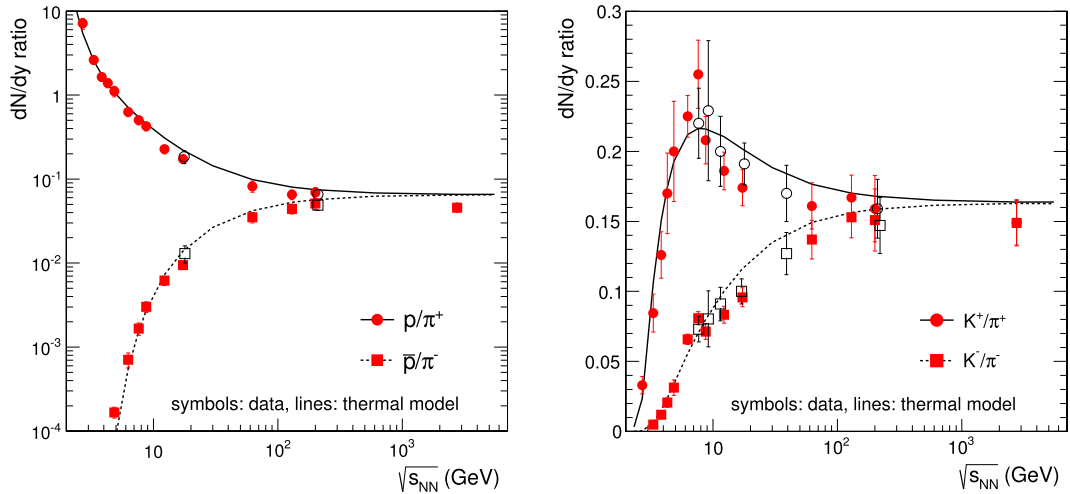 dN/dy ratio
10
1
10⁻¹
10⁻²
10⁻³
10⁻⁴
p/π⁺
p̅/π⁻
symbols: data, lines: thermal model
10 10² 10³
√s_NN (GeV)
dN/dy ratio
0.3
0.25
0.2
0.15
0.1
0.05
0
K⁺/π⁺
K⁻/π⁻
symbols: data, lines: thermal model
10 10² 10³
√s_NN (GeV)